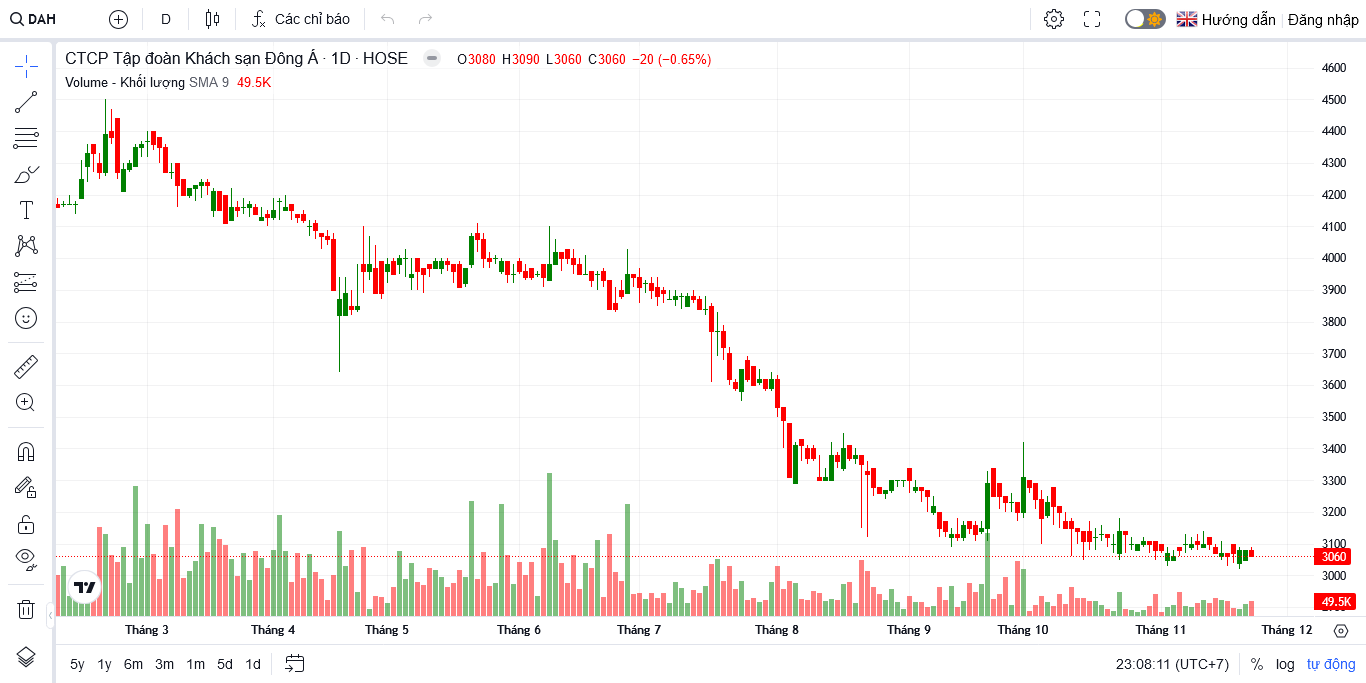 DAH
D
Các chỉ báo
Hướng dẫn
Đăng nhập
CTCP Tập đoàn Khách sạn Đông Á · 1D · HOSE
O3080 H3090 L3060 C3060 −20 (−0.65%)
Volume - Khối lượng SMA 9 49.5K
4600
4500
4400
4300
4200
4100
4000
3900
3800
3700
3600
3500
3400
3300
3200
3100
3060
3000
49.5K
Tháng 3 Tháng 4 Tháng 5 Tháng 6 Tháng 7 Tháng 8 Tháng 9 Tháng 10 Tháng 11 Tháng 12
5y 1y 6m 3m 1m 5d 1d
23:08:11 (UTC+7)
% log tự động